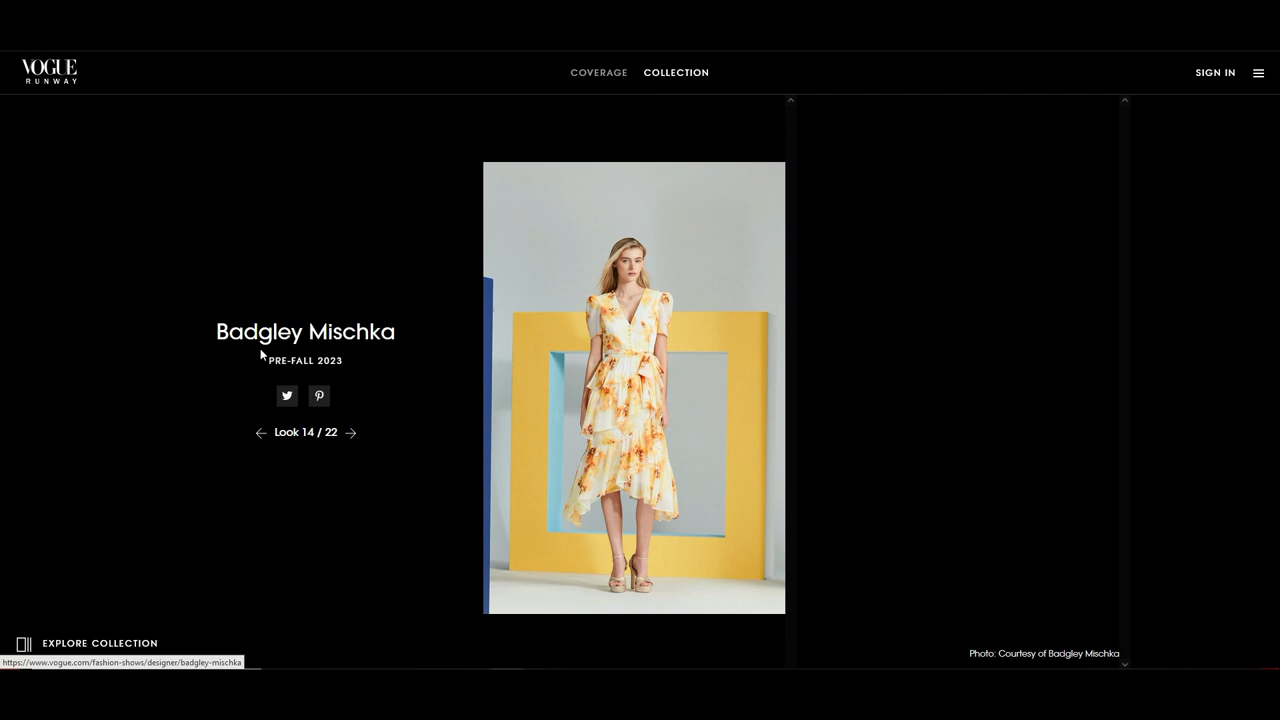 VOGUE
RUNWAY
COVERAGE
COLLECTION
SIGN IN
Badgley Mischka
PRE-FALL 2023
Look 14 / 22
EXPLORE COLLECTION
https://www.vogue.com/fashion-shows/designer/badgley-mischka
Photo: Courtesy of Badgley Mischka